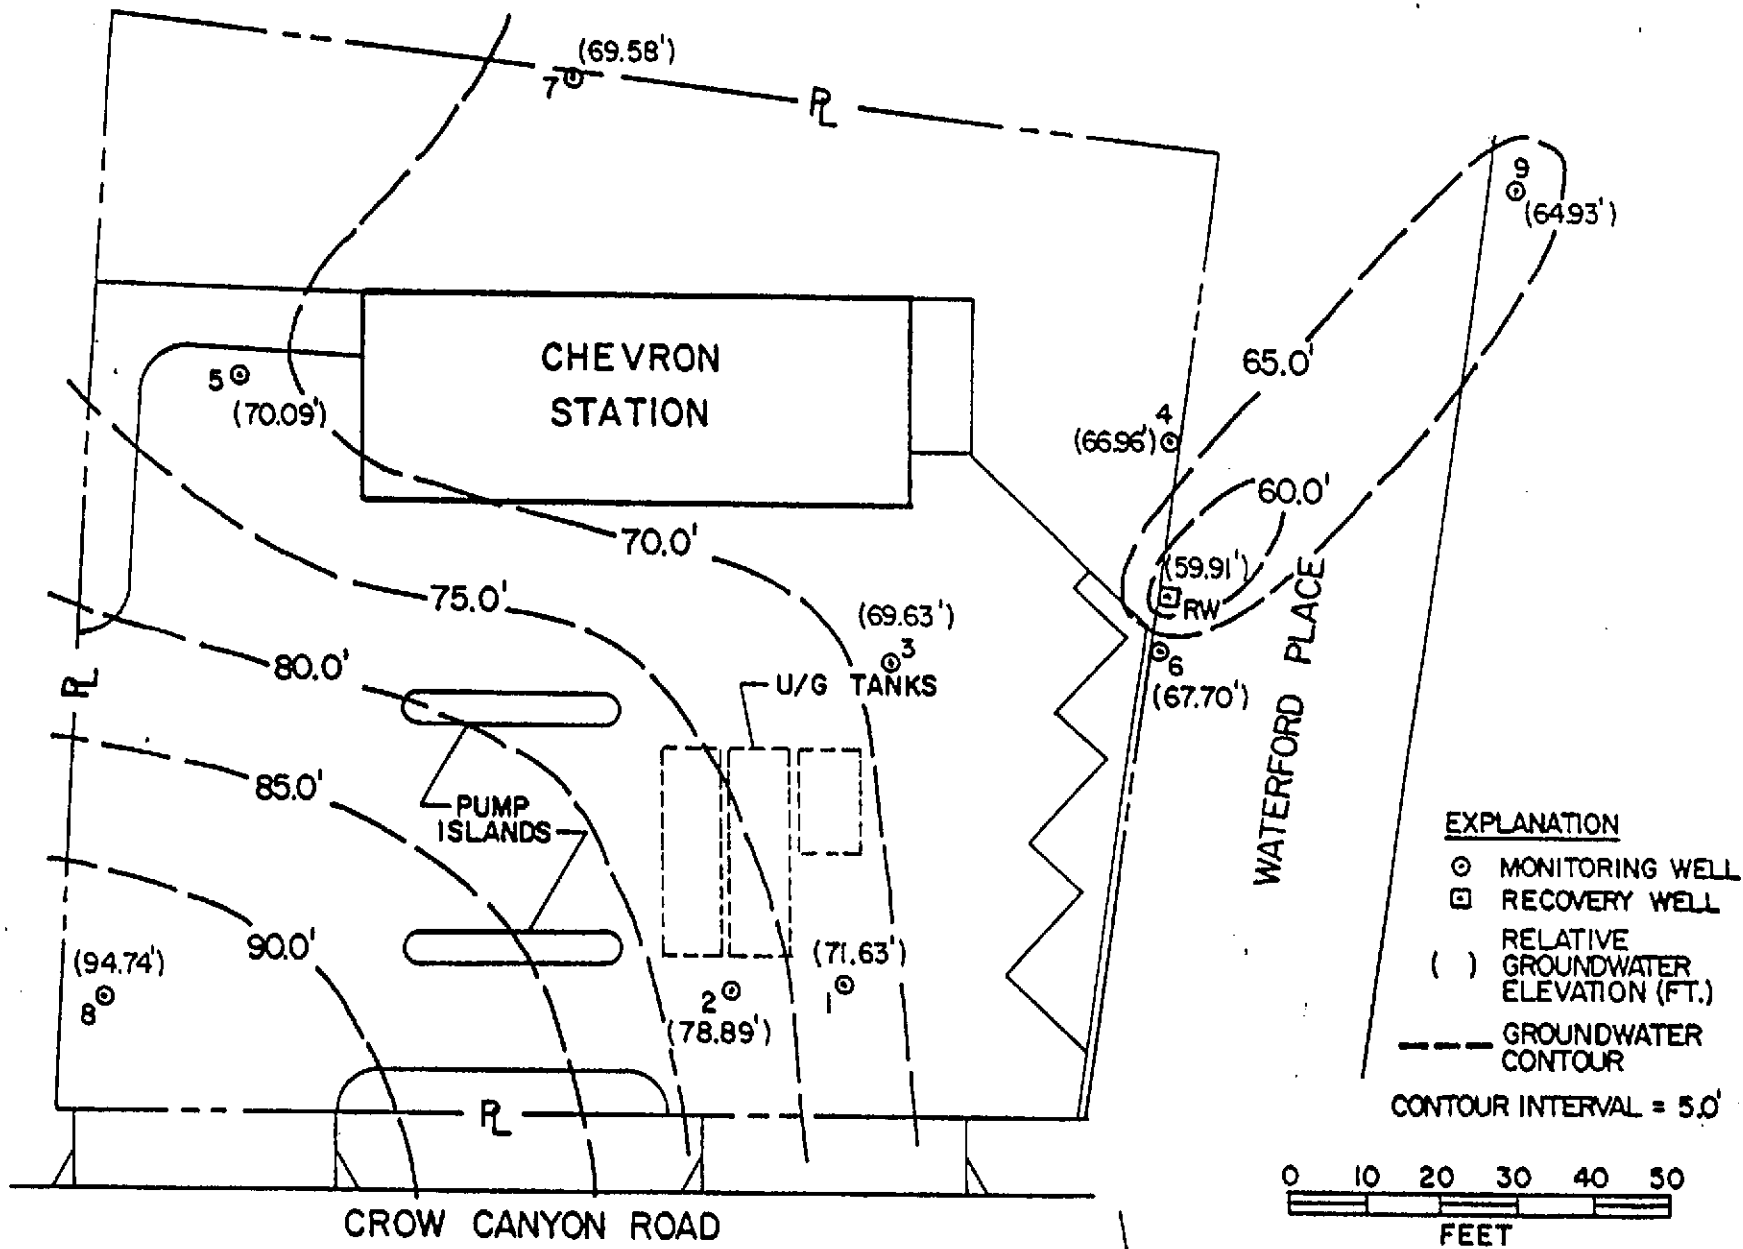 (69.58')
7
PL
9
(64.93')
CHEVRON
STATION
65.0'
5
(70.09')
4
(66.96')
60.0'
70.0'
(59.91')
RW
75.0'
(69.63')
3
6
(67.70')
80.0'
U/G TANKS
PL
WATERFORD PLACE
85.0'
PUMP
ISLANDS
90.0'
(94.74')
8
(71.63')
1
2
(78.89')
PL
EXPLANATION
MONITORING WELL
RECOVERY WELL
( ) RELATIVE
GROUNDWATER
ELEVATION (FT.)
GROUNDWATER
CONTOUR
CONTOUR INTERVAL = 5.0'
0 10 20 30 40 50
FEET
CROW CANYON ROAD